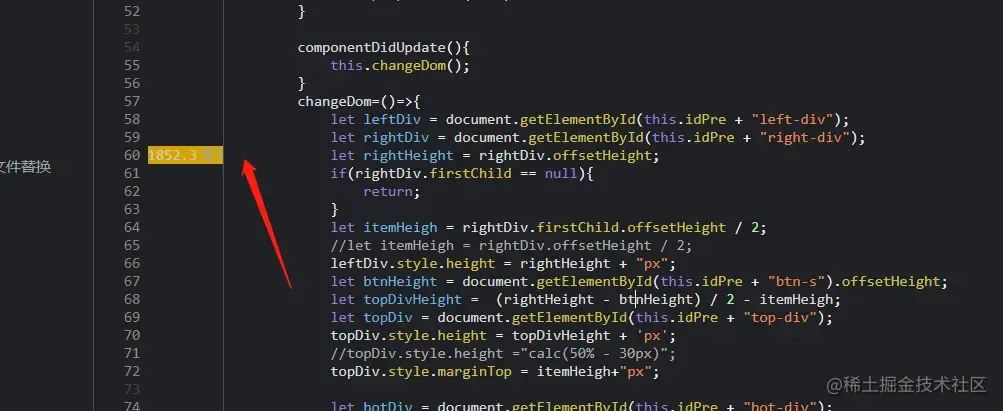 52 }
53
54 componentDidUpdate(){
55 this.changeDom();
56 }
57 changeDom=()=>{
58 let leftDiv = document.getElementById(this.idPre + "left-div");
59 let rightDiv = document.getElementById(this.idPre + "right-div");
60 1852.3 let rightHeight = rightDiv.offsetHeight;
文件替换
61 if(rightDiv.firstChild == null){
62 return;
63 }
64 let itemHeigh = rightDiv.firstChild.offsetHeight / 2;
65 //let itemHeigh = rightDiv.offsetHeight / 2;
66 leftDiv.style.height = rightHeight + "px";
67 let btnHeight = document.getElementById(this.idPre + "btn-s").offsetHeight;
68 let topDivHeight =  (rightHeight - btnHeight) / 2 - itemHeigh;
69 let topDiv = document.getElementById(this.idPre + "top-div");
70 topDiv.style.height = topDivHeight + 'px';
71 //topDiv.style.height ="calc(50% - 30px)";
72 topDiv.style.marginTop = itemHeigh+"px";
73
74 let botDiv = document.getElementById(this.idPre + "bot-div");
@稀土掘金技术社区